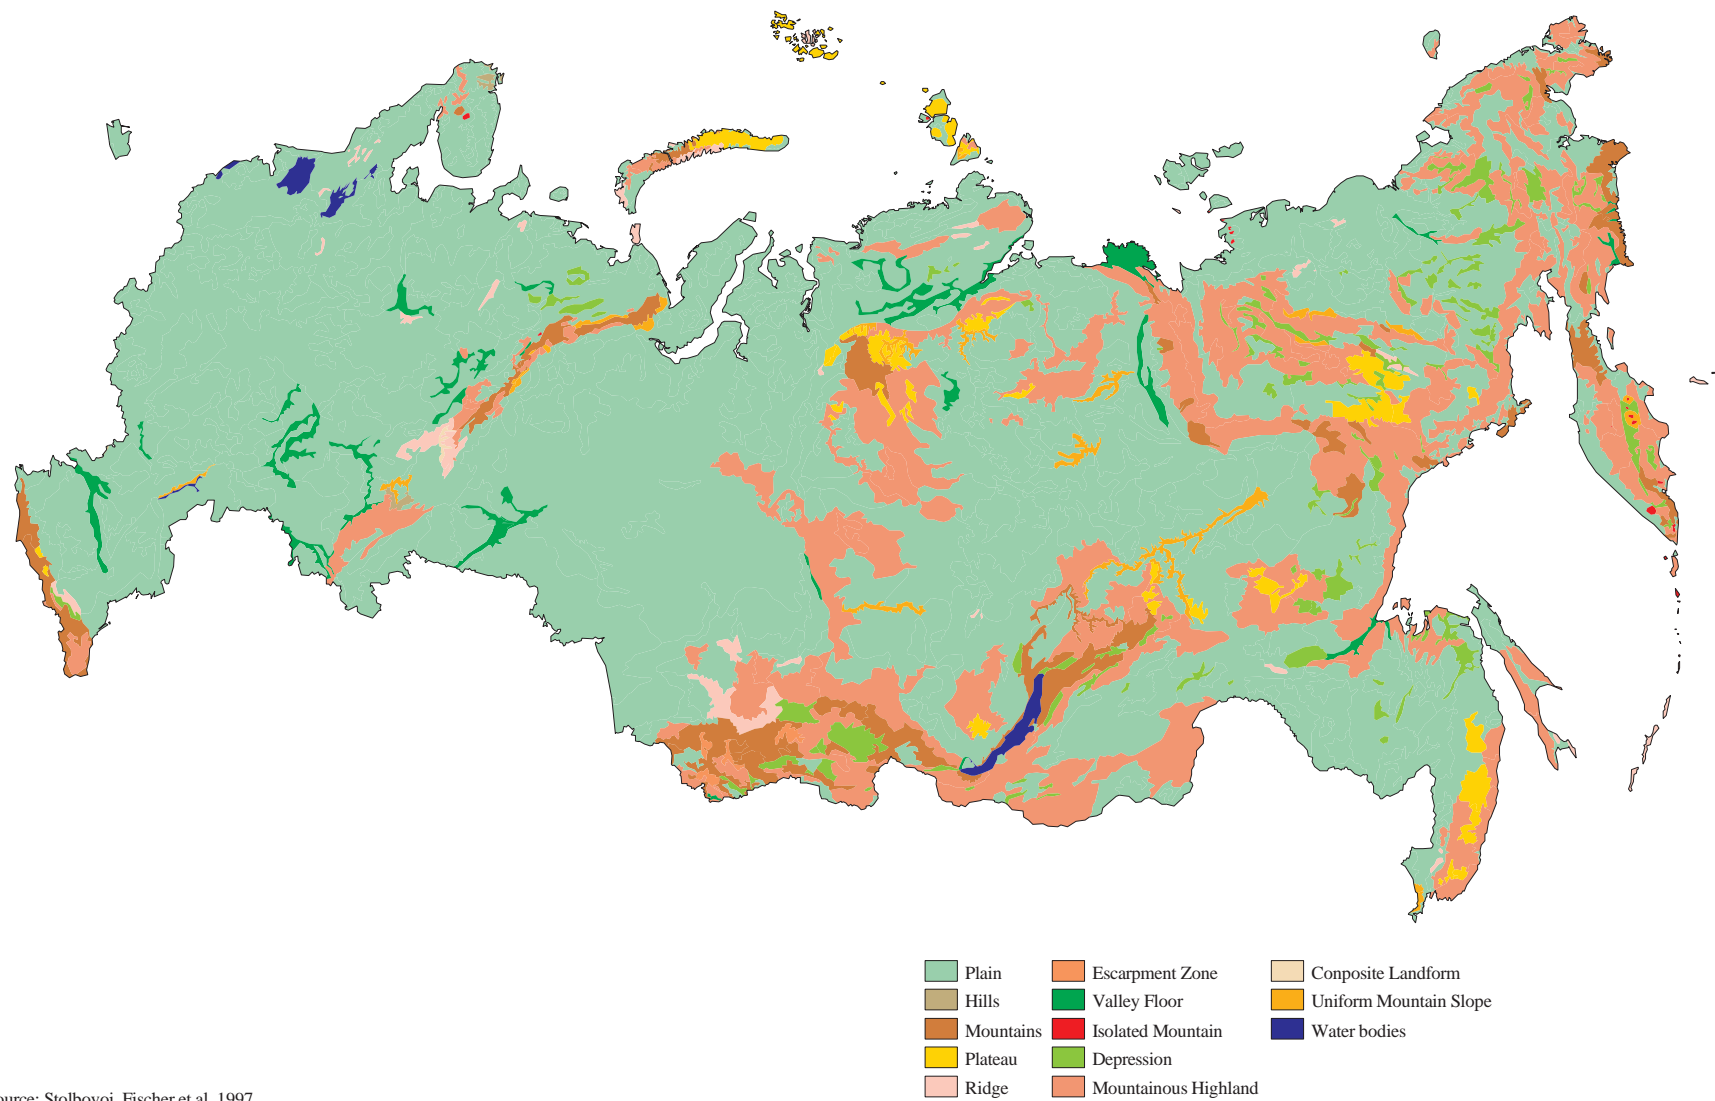 Plain
Hills
Mountains
Plateau
Ridge
Escarpment Zone
Valley Floor
Isolated Mountain
Depression
Mountainous Highland
Conposite Landform
Uniform Mountain Slope
Water bodies
ource: Stolbovoi, Fischer et al. 1997